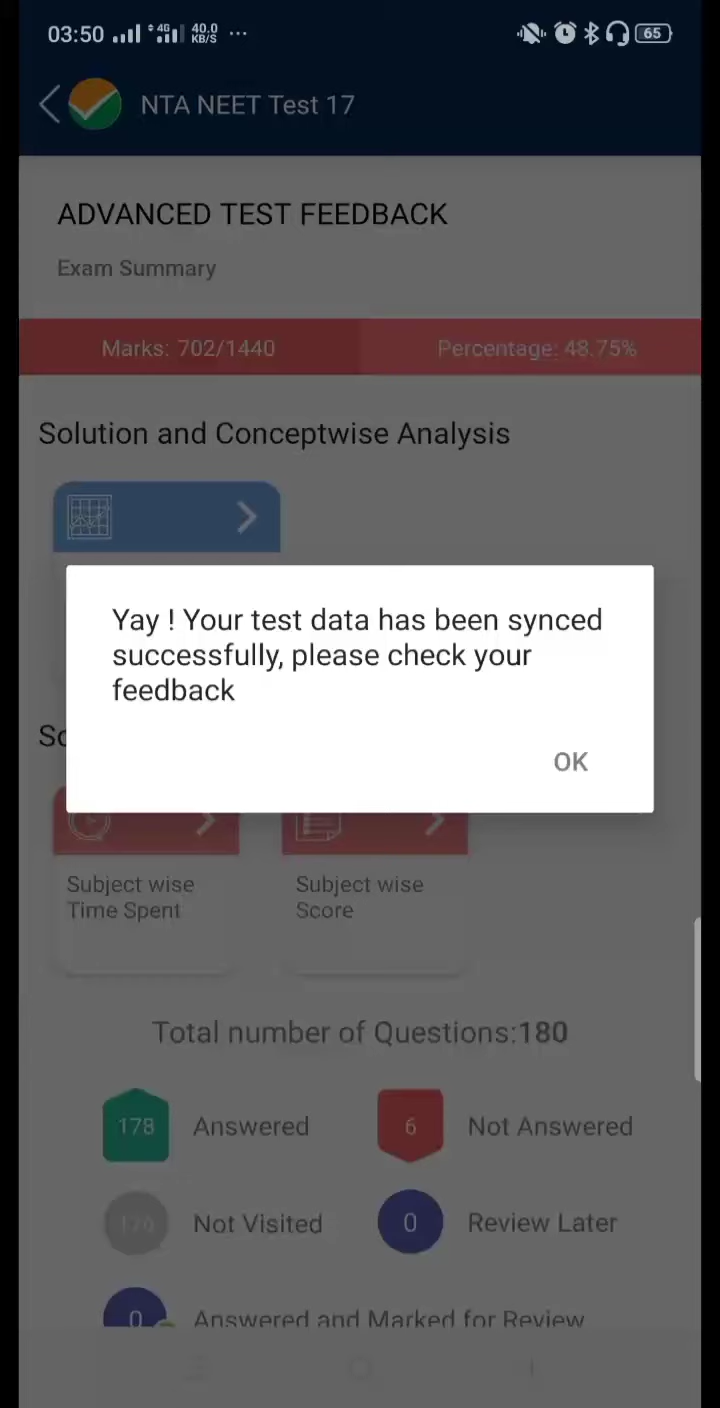 03:50 4G 40.0 KB/S ... 65
NTA NEET Test 17
ADVANCED TEST FEEDBACK
Exam Summary
Marks: 702/1440 Percentage: 48.75%
Solution and Conceptwise Analysis
Yay ! Your test data has been synced
successfully, please check your
feedback
OK
Subject wise
Time Spent
Subject wise
Score
Total number of Questions:180
178 Answered 6 Not Answered
Not Visited 0 Review Later
0 Answered and Marked for Review